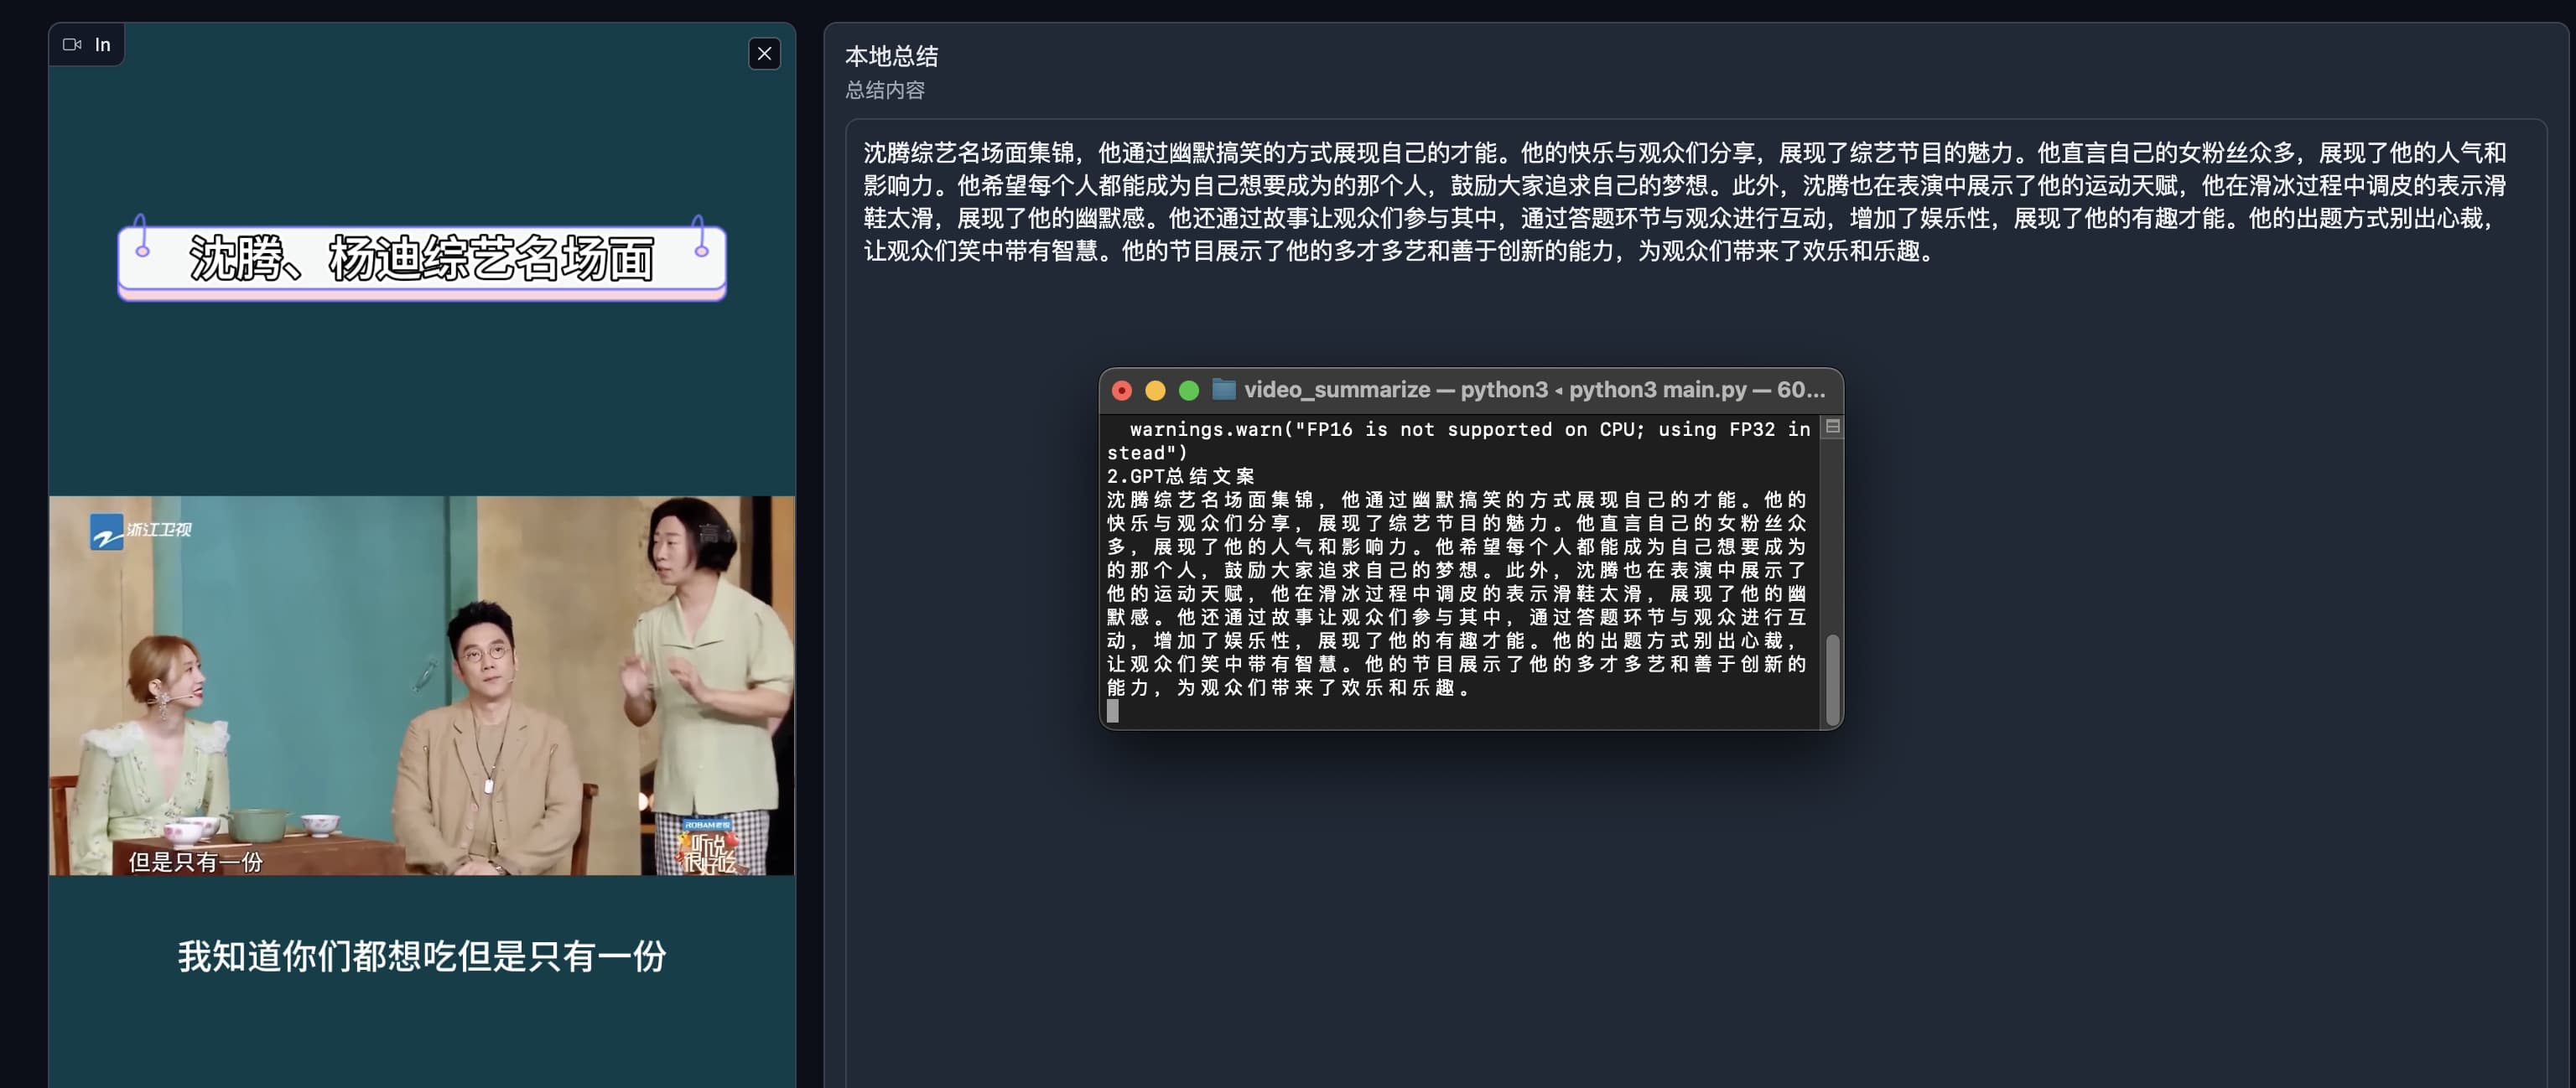 In
沈腾、杨迪综艺名场面
浙江卫视
但是只有一份
ROBAM老板
听说
很好吃
我知道你们都想吃但是只有一份
本地总结
总结内容
沈腾综艺名场面集锦，他通过幽默搞笑的方式展现自己的才能。他的快乐与观众们分享，展现了综艺节目的魅力。他直言自己的女粉丝众多，展现了他的人气和
影响力。他希望每个人都能成为自己想要成为的那个人，鼓励大家追求自己的梦想。此外，沈腾也在表演中展示了他的运动天赋，他在滑冰过程中调皮的表示滑
鞋太滑，展现了他的幽默感。他还通过故事让观众们参与其中，通过答题环节与观众进行互动，增加了娱乐性，展现了他的有趣才能。他的出题方式别出心裁，
让观众们笑中带有智慧。他的节目展示了他的多才多艺和善于创新的能力，为观众们带来了欢乐和乐趣。
video_summarize — python3 ◂ python3 main.py — 60...
warnings.warn("FP16 is not supported on CPU; using FP32 in
stead")
2.GPT总结文案
沈腾综艺名场面集锦，他通过幽默搞笑的方式展现自己的才能。他的
快乐与观众们分享，展现了综艺节目的魅力。他直言自己的女粉丝众
多，展现了他的人气和影响力。他希望每个人都能成为自己想要成为
的那个人，鼓励大家追求自己的梦想。此外，沈腾也在表演中展示了
他的运动天赋，他在滑冰过程中调皮的表示滑鞋太滑，展现了他的幽
默感。他还通过故事让观众们参与其中，通过答题环节与观众进行互
动，增加了娱乐性，展现了他的有趣才能。他的出题方式别出心裁，
让观众们笑中带有智慧。他的节目展示了他的多才多艺和善于创新的
能力，为观众们带来了欢乐和乐趣。